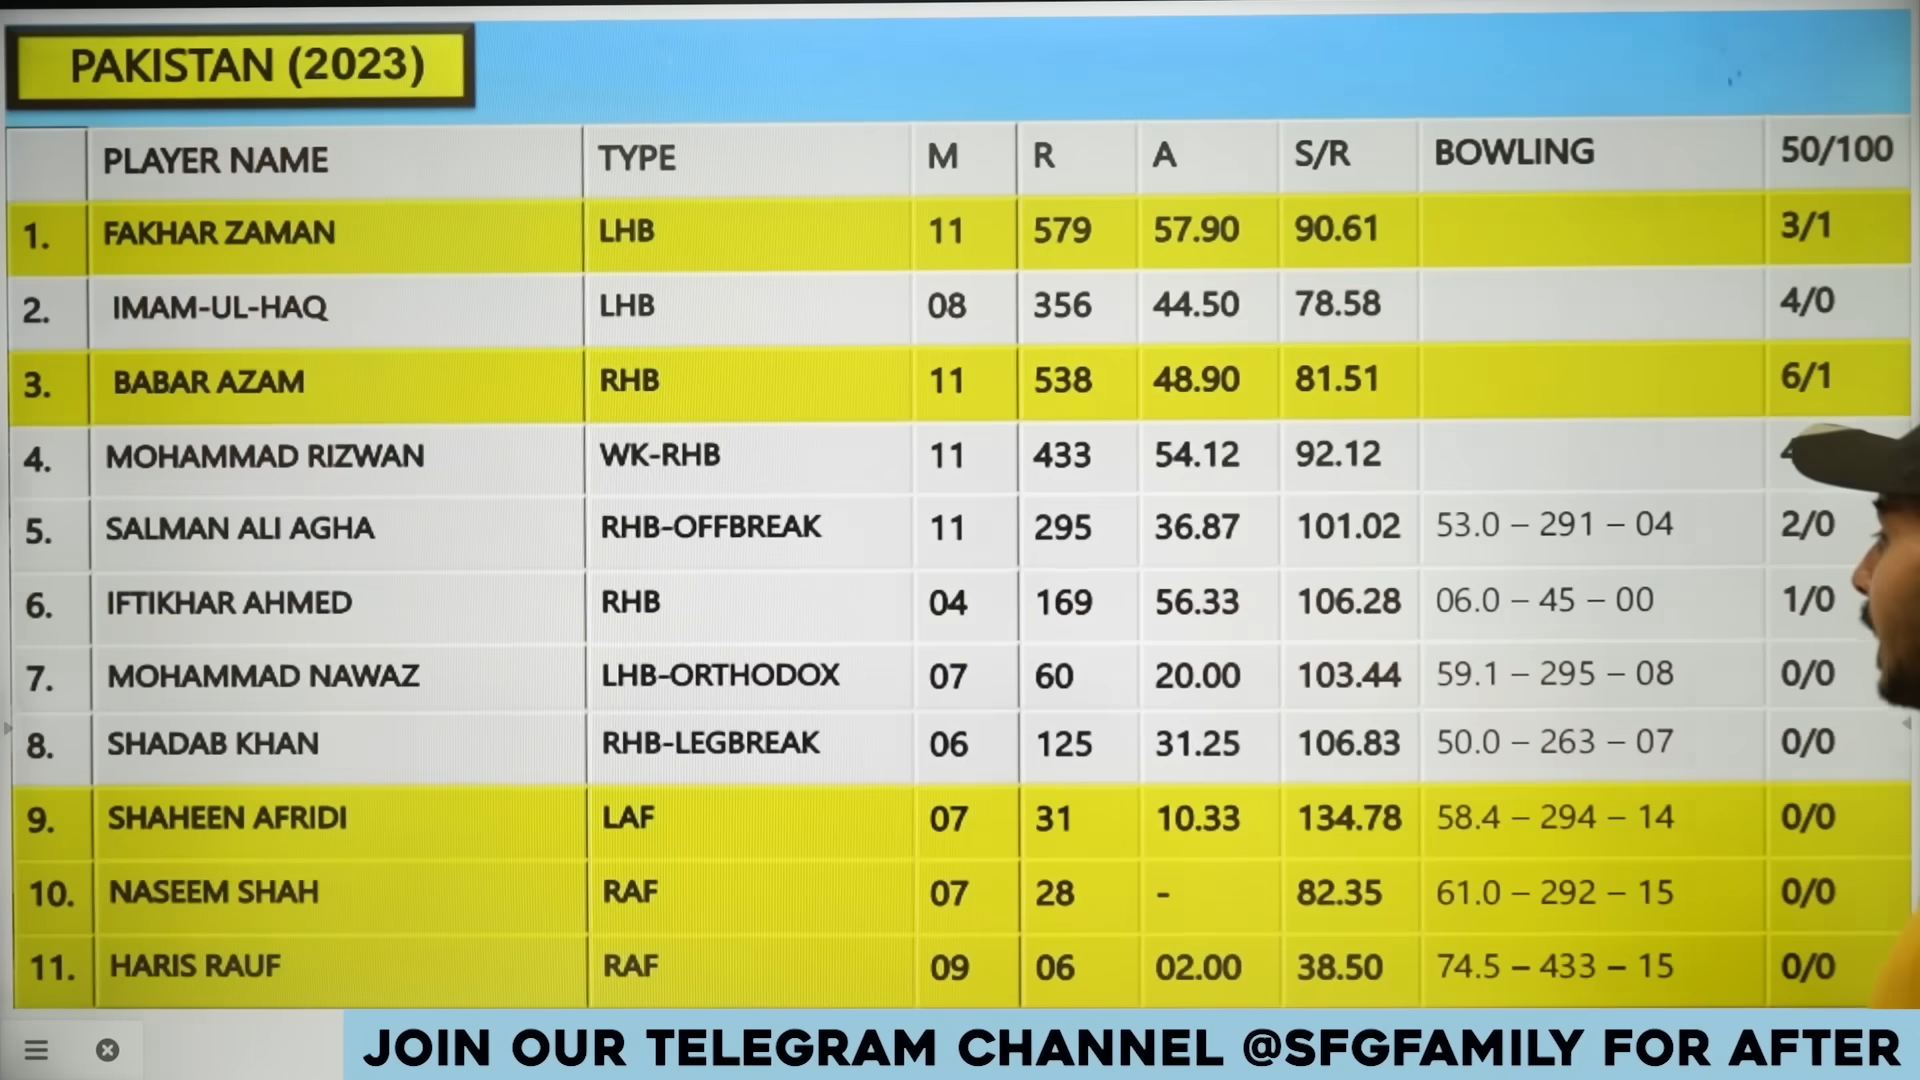 PAKISTAN (2023)
PLAYER NAME TYPE M R A S/R BOWLING 50/100
1. FAKHAR ZAMAN LHB 11 579 57.90 90.61 3/1
2. IMAM-UL-HAQ LHB 08 356 44.50 78.58 4/0
3. BABAR AZAM RHB 11 538 48.90 81.51 6/1
4. MOHAMMAD RIZWAN WK-RHB 11 433 54.12 92.12
5. SALMAN ALI AGHA RHB-OFFBREAK 11 295 36.87 101.02 53.0 – 291 – 04 2/0
6. IFTIKHAR AHMED RHB 04 169 56.33 106.28 06.0 – 45 – 00 1/0
7. MOHAMMAD NAWAZ LHB-ORTHODOX 07 60 20.00 103.44 59.1 – 295 – 08 0/0
8. SHADAB KHAN RHB-LEGBREAK 06 125 31.25 106.83 50.0 – 263 – 07 0/0
9. SHAHEEN AFRIDI LAF 07 31 10.33 134.78 58.4 – 294 – 14 0/0
10. NASEEM SHAH RAF 07 28 - 82.35 61.0 – 292 – 15 0/0
11. HARIS RAUF RAF 09 06 02.00 38.50 74.5 – 433 – 15 0/0
JOIN OUR TELEGRAM CHANNEL @SFGFAMILY FOR AFTER